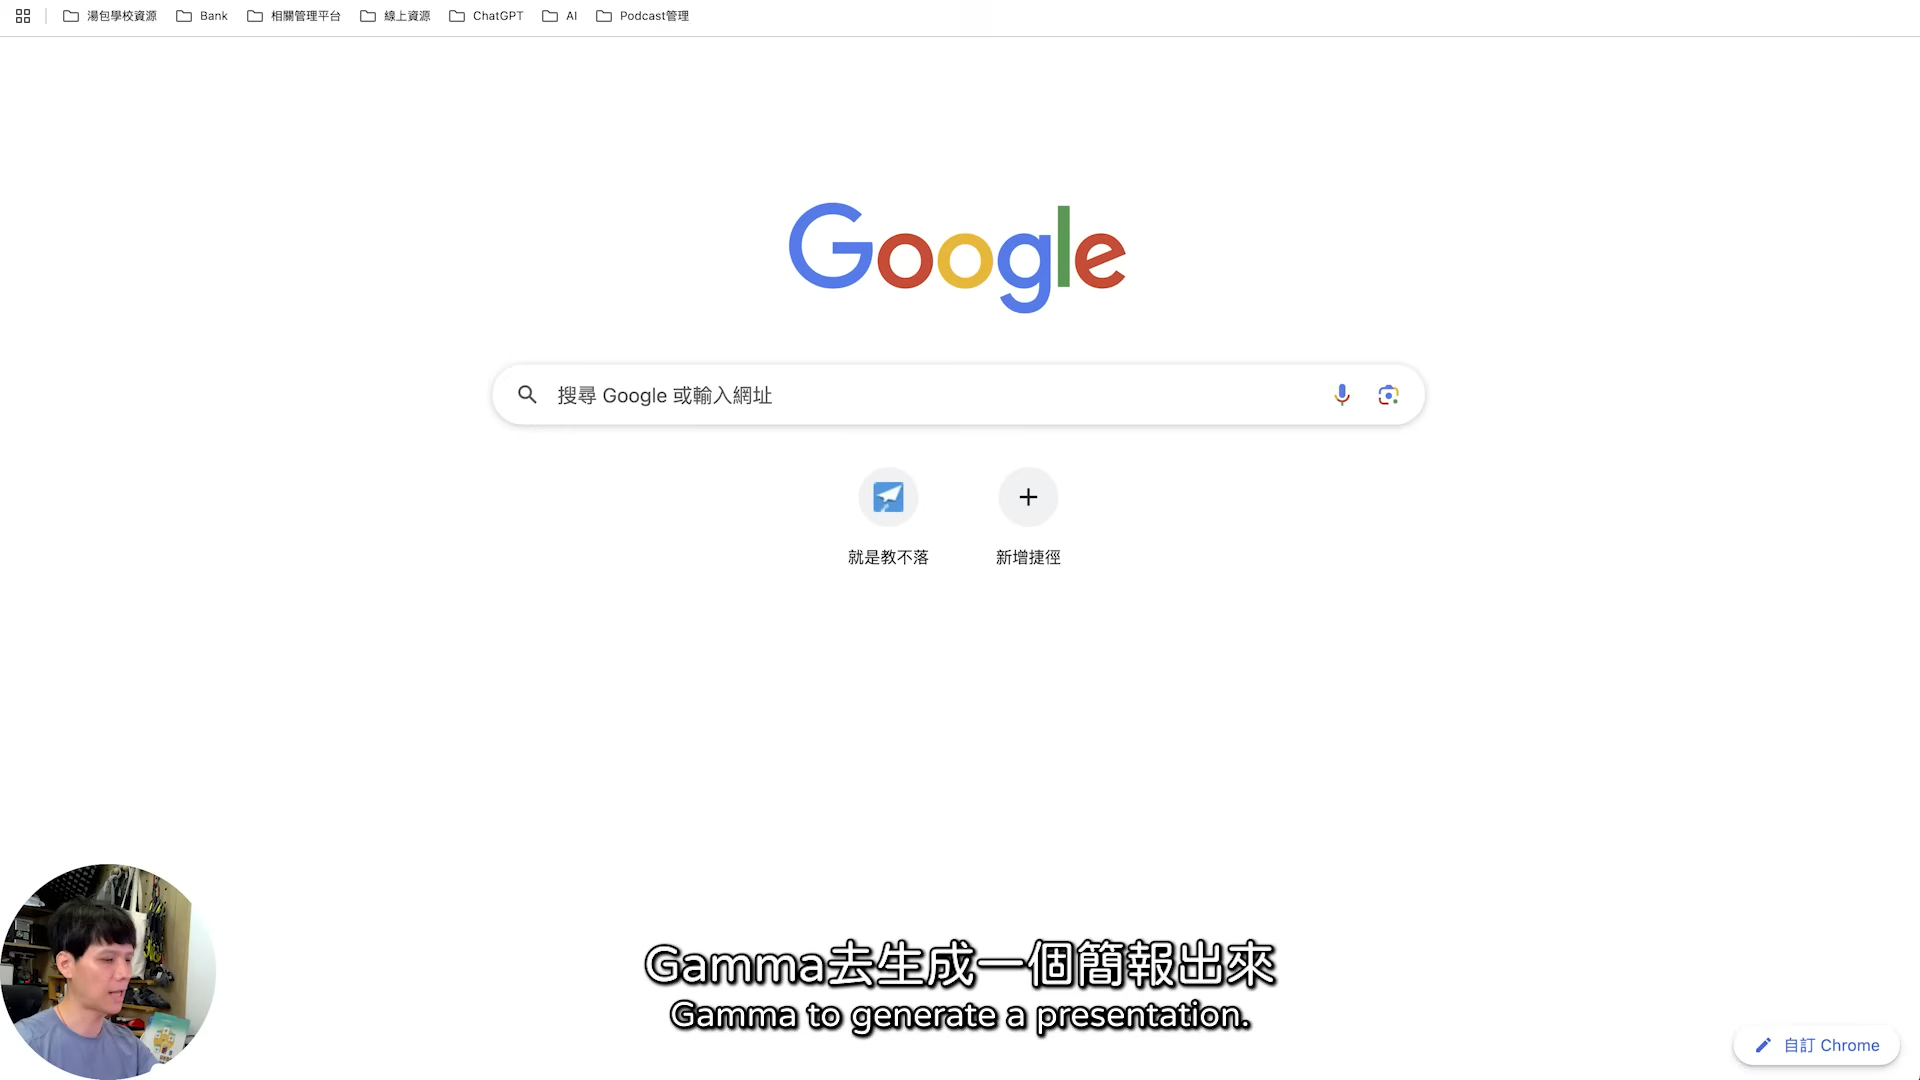 湯包學校資源 Bank 相關管理平台 線上資源 ChatGPT AI Podcast管理
Google
搜尋 Google 或輸入網址
就是教不落 新增捷徑
Gamma去生成一個簡報出來
Gamma to generate a presentation.
自訂 Chrome